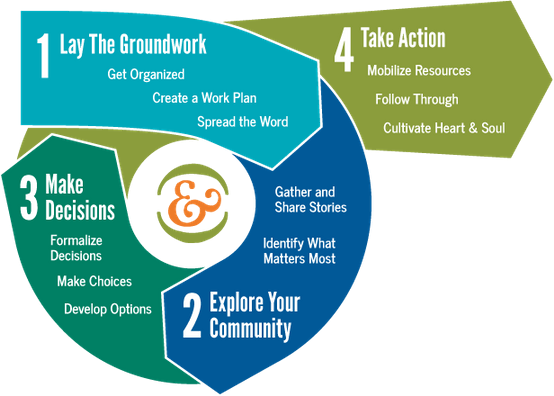 1 Lay The Groundwork
Get Organized
Create a Work Plan
Spread the Word
4 Take Action
Mobilize Resources
Follow Through
Cultivate Heart & Soul
Gather and
Share Stories
Identify What
Matters Most
2 Explore Your
Community
3 Make
Decisions
Formalize
Decisions
Make Choices
Develop Options
&